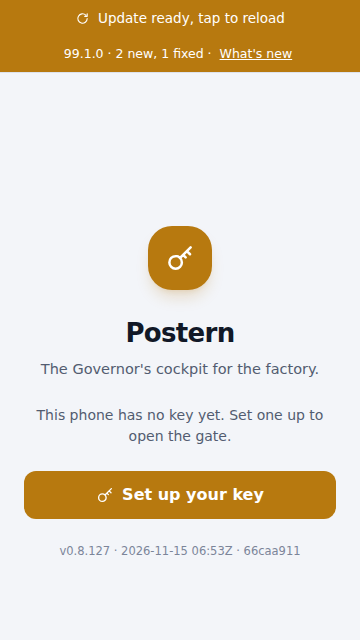 Update ready, tap to reload
99.1.0 · 2 new, 1 fixed · What's new
Postern
The Governor's cockpit for the factory.
This phone has no key yet. Set one up to
open the gate.
Set up your key
v0.8.127 · 2026-11-15 06:53Z · 66caa911